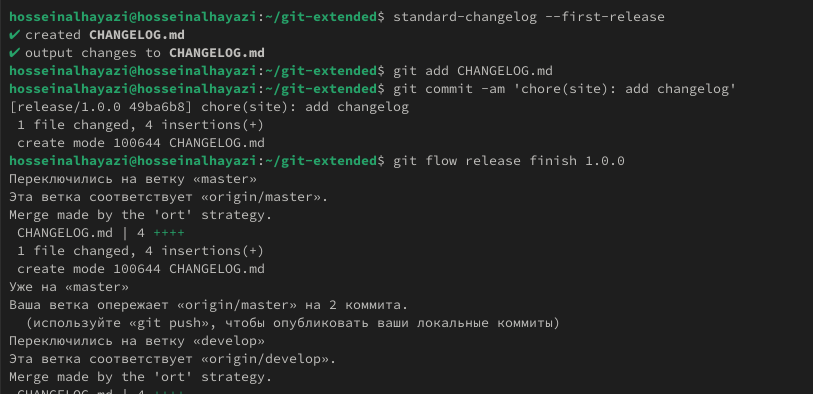 hosseinalhayazi@hosseinalhayazi:~/git-extended$ standard-changelog --first-release
✔ created CHANGELOG.md
✔ output changes to CHANGELOG.md
hosseinalhayazi@hosseinalhayazi:~/git-extended$ git add CHANGELOG.md
hosseinalhayazi@hosseinalhayazi:~/git-extended$ git commit -am 'chore(site): add changelog'
[release/1.0.0 49ba6b8] chore(site): add changelog
 1 file changed, 4 insertions(+)
 create mode 100644 CHANGELOG.md
hosseinalhayazi@hosseinalhayazi:~/git-extended$ git flow release finish 1.0.0
Переключились на ветку «master»
Эта ветка соответствует «origin/master».
Merge made by the 'ort' strategy.
 CHANGELOG.md | 4 ++++
 1 file changed, 4 insertions(+)
 create mode 100644 CHANGELOG.md
Уже на «master»
Ваша ветка опережает «origin/master» на 2 коммита.
  (используйте «git push», чтобы опубликовать ваши локальные коммиты)
Переключились на ветку «develop»
Эта ветка соответствует «origin/develop».
Merge made by the 'ort' strategy.
 CHANGELOG.md | 4 ++++